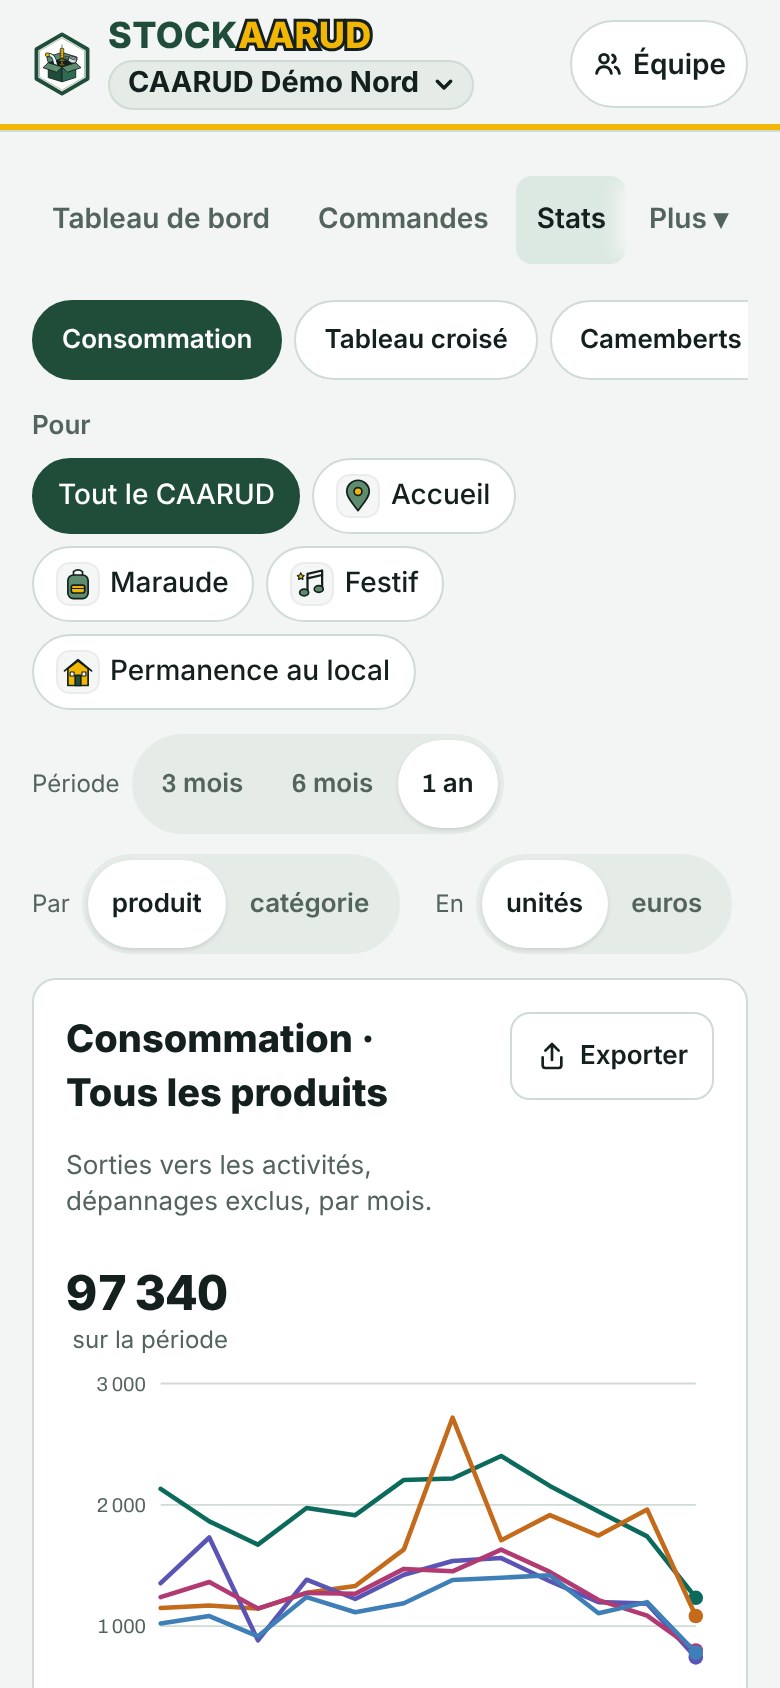 STOCKAARUD
CAARUD Démo Nord
Équipe
Tableau de bord
Commandes
Stats
Plus ▾
Consommation
Tableau croisé
Camemberts
Pour
Tout le CAARUD
Accueil
Maraude
Festif
Permanence au local
Période
3 mois
6 mois
1 an
Par
produit
catégorie
En
unités
euros
Consommation ·
Tous les produits
Exporter
Sorties vers les activités,
dépannages exclus, par mois.
97 340
sur la période
3 000
2 000
1 000